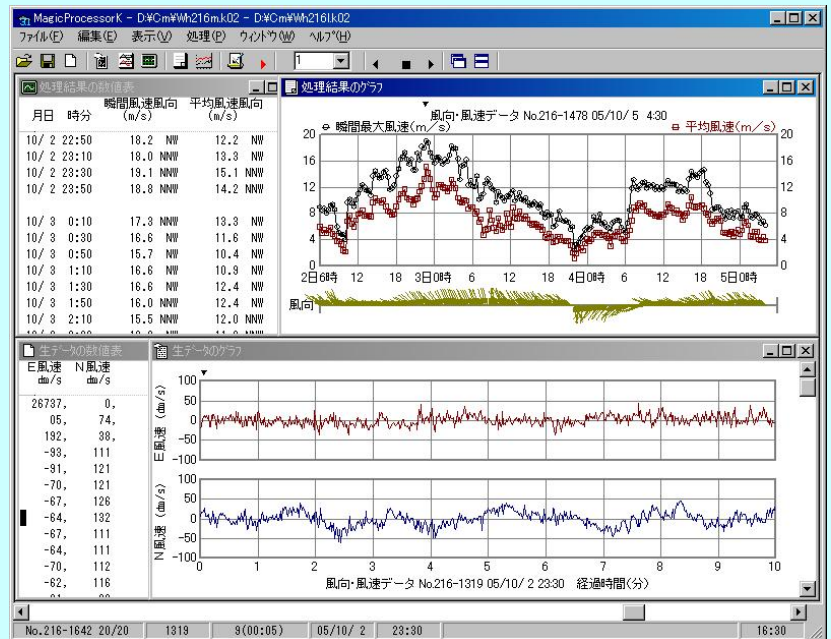 MagicProcessorK - D:¥Cm¥Wh216m.k02 - D:¥Cm¥Wh216l.k02
ファイル(F) 編集(E) 表示(V) 処理(P) ウィンドウ(W) ヘルプ(H)
1
処理結果の数値表
月日 時分 瞬間風速風向 (m/s) 平均風速風向 (m/s)
10/ 2 22:50 18.2 NW 12.2 NW
10/ 2 23:10 18.0 NNW 13.3 NW
10/ 2 23:30 19.1 NNW 15.1 NNW
10/ 2 23:50 18.8 NNW 14.2 NNW
10/ 3 0:10 17.3 NNW 13.3 NW
10/ 3 0:30 16.6 NW 11.6 NW
10/ 3 0:50 15.7 NW 10.4 NW
10/ 3 1:10 16.6 NW 10.9 NW
10/ 3 1:30 16.6 NW 12.4 NW
10/ 3 1:50 16.0 NNW 12.4 NW
10/ 3 2:10 15.5 NNW 12.0 NNW
処理結果のグラフ
風向・風速データ No.216-1478 05/10/ 5 4:30
瞬間最大風速(m/s) 平均風速(m/s)
20 20
16 16
12 12
8 8
4 4
0 0
2日6時 12 18 3日0時 6 12 18 4日0時 6 12 18 5日0時
風向
生データの数値表
E風速 N風速
dm/s dm/s
26737, 0,
05, 74,
192, 38,
-93, 111
-91, 121
-70, 121
-67, 126
-64, 132
-67, 111
-64, 111
-70, 112
-62, 116
生データのグラフ
E風速 (dm/s)
100
50
0
-50
-100
N風速 (dm/s)
100
50
0
-50
-100
0 1 2 3 4 5 6 7 8 9 10
風向・風速データ No.216-1319 05/10/ 2 23:30 経過時間(分)
No.216-1642 20/20 1319 9(00:05) 05/10/ 2 23:30 16:30